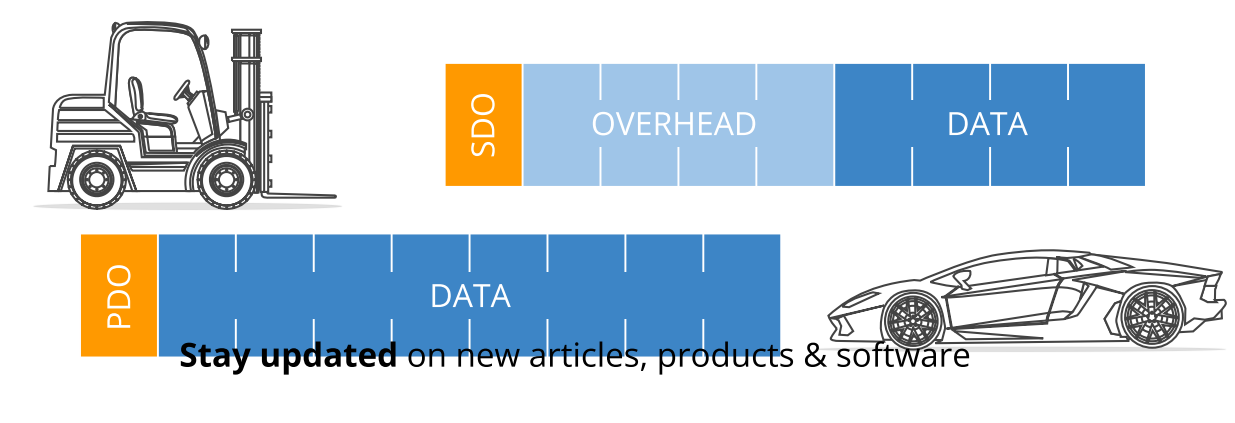 SDO
OVERHEAD
DATA
PDO
DATA
Stay updated on new articles, products & software